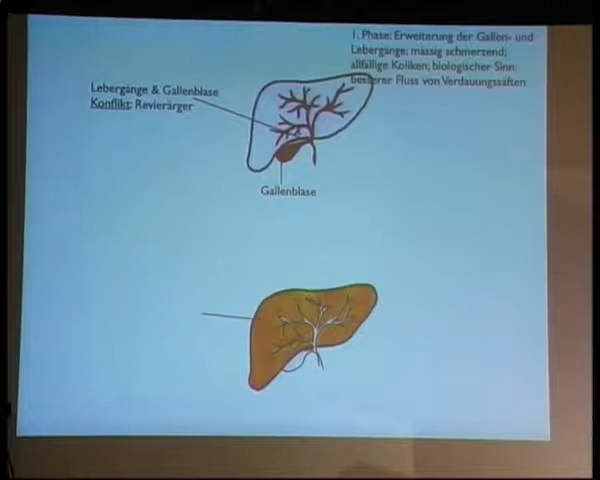 1. Phase: Erweiterung der Gallen- und
Lebergänge; mässig schmerzend;
allfällige Koliken; biologischer Sinn:
besserer Fluss von Verdauungssäften
Lebergänge & Gallenblase
Konflikt: Revierärger
Gallenblase